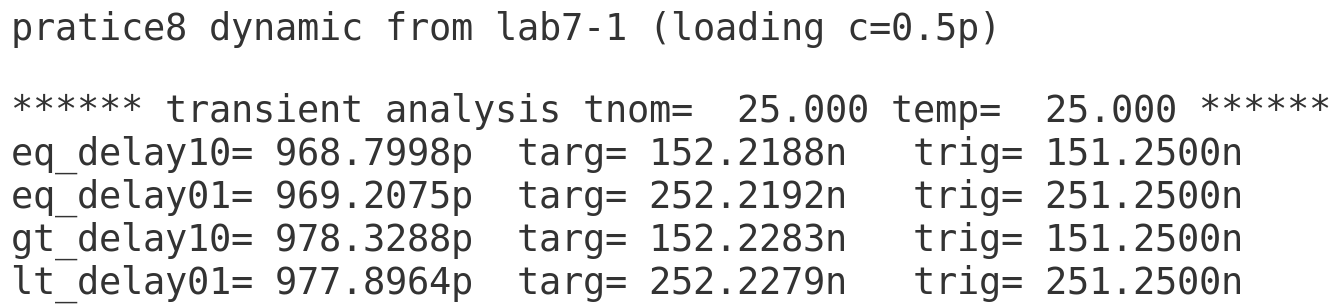 pratice8 dynamic from lab7-1 (loading c=0.5p)
****** transient analysis tnom=  25.000 temp=  25.000 ******
eq_delay10= 968.7998p  targ= 152.2188n   trig= 151.2500n
eq_delay01= 969.2075p  targ= 252.2192n   trig= 251.2500n
gt_delay10= 978.3288p  targ= 152.2283n   trig= 151.2500n
lt_delay01= 977.8964p  targ= 252.2279n   trig= 251.2500n